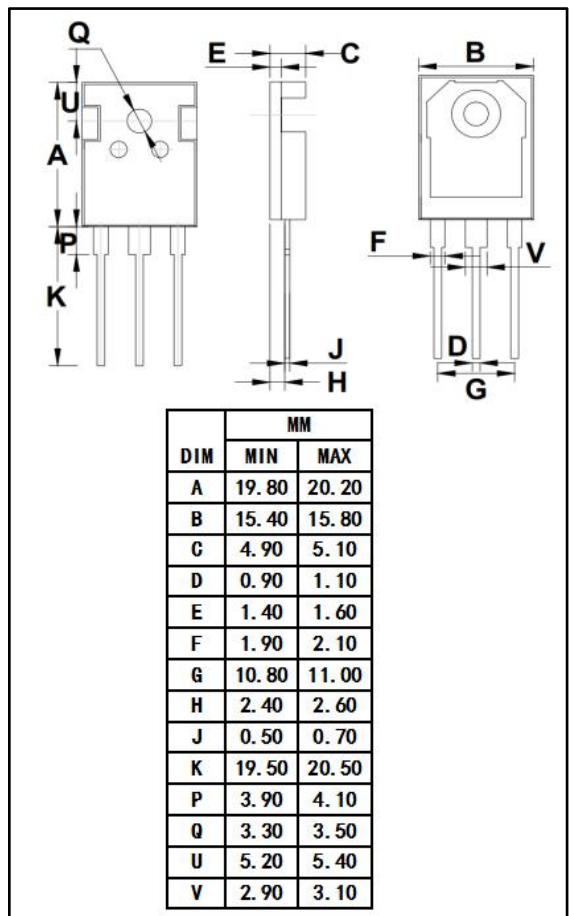 Q
E
C
B
U
A
P
K
F
V
J
H
D
G
MM
DIM MIN MAX
A 19.80 20.20
B 15.40 15.80
C 4.90 5.10
D 0.90 1.10
E 1.40 1.60
F 1.90 2.10
G 10.80 11.00
H 2.40 2.60
J 0.50 0.70
K 19.50 20.50
P 3.90 4.10
Q 3.30 3.50
U 5.20 5.40
V 2.90 3.10